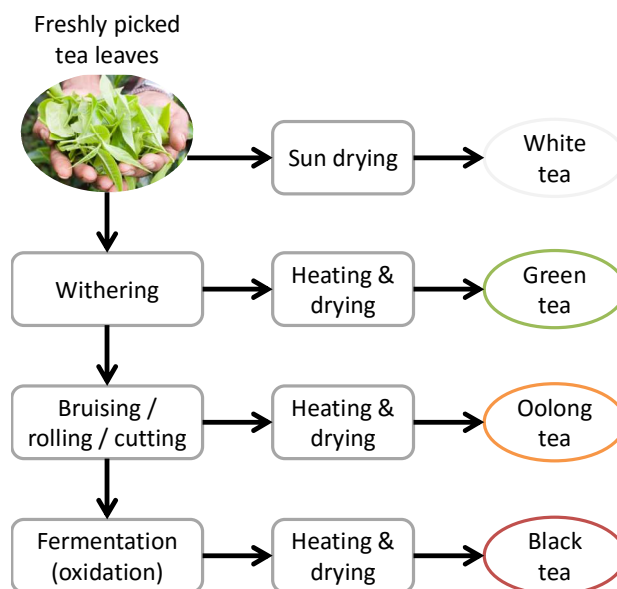 Freshly picked
tea leaves
Sun drying
White
tea
Withering
Heating &
drying
Green
tea
Bruising /
rolling / cutting
Heating &
drying
Oolong
tea
Fermentation
(oxidation)
Heating &
drying
Black
tea